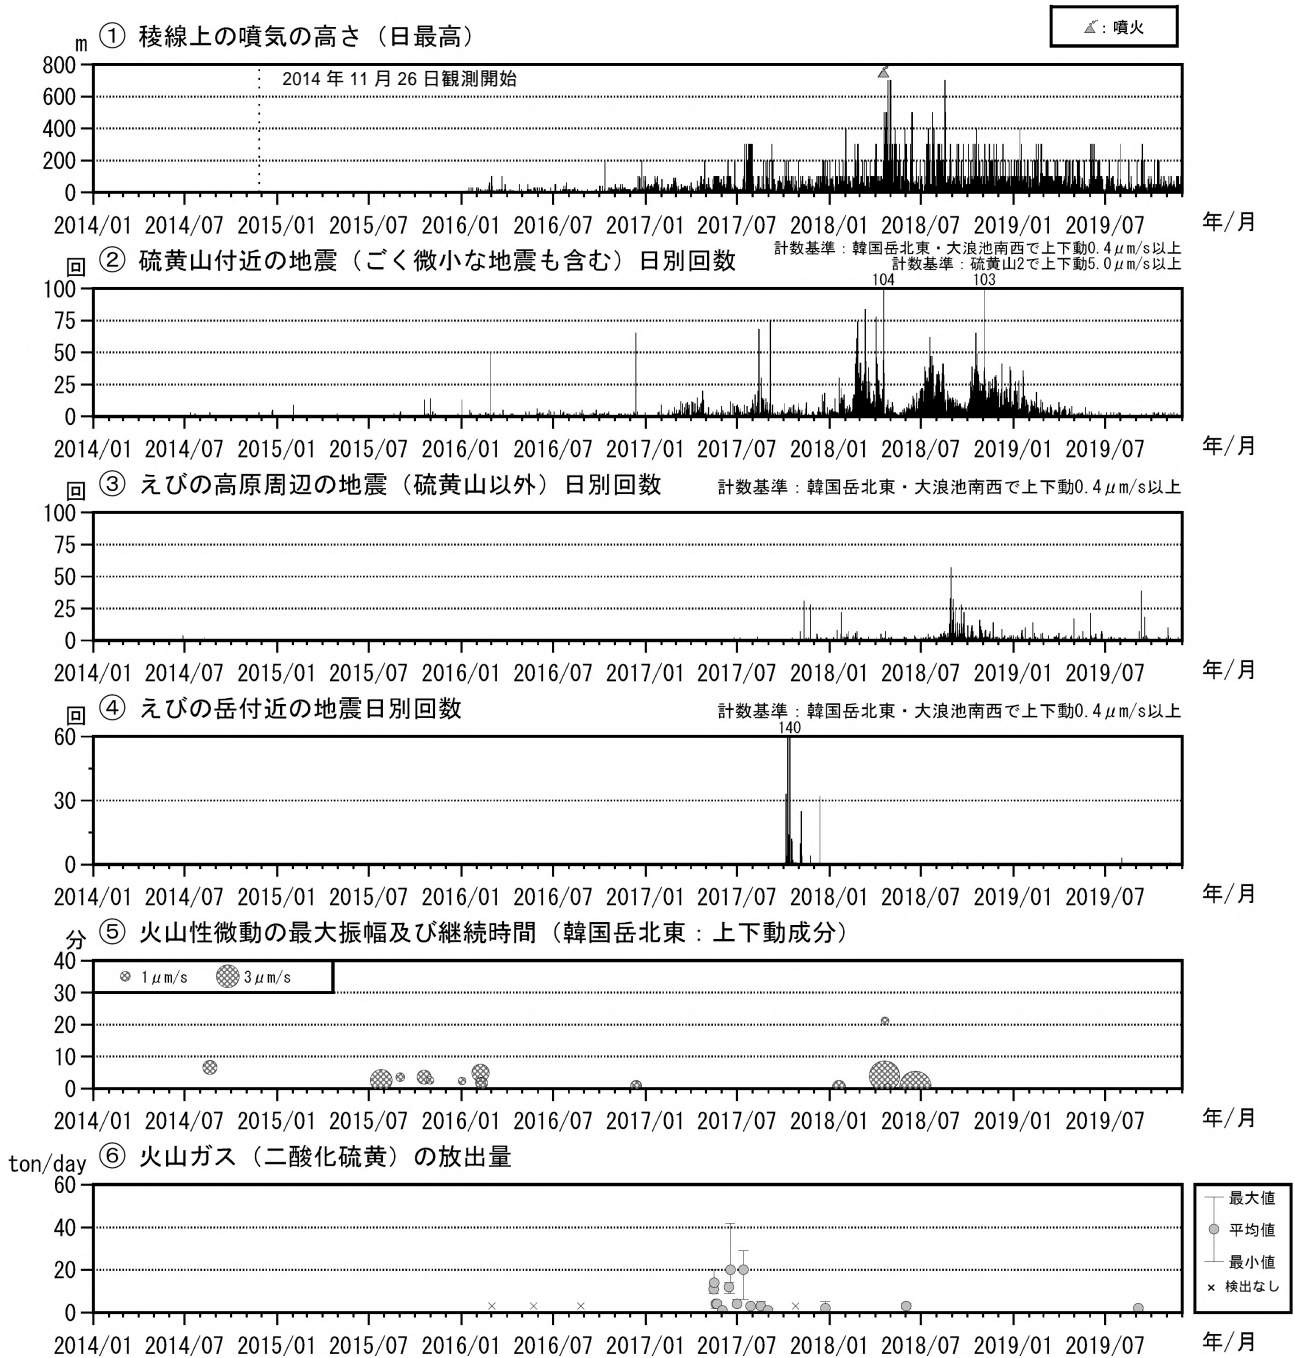 ① 稜線上の噴気の高さ（日最高）
：噴火
m
800
2014 年 11 月 26 日観測開始
600
400
200
0
2014/01 2014/07 2015/01 2015/07 2016/01 2016/07 2017/01 2017/07 2018/01 2018/07 2019/01 2019/07 年/月
計数基準：韓国岳北東・大浪池南西で上下動0.4μm/s以上
回 ② 硫黄山付近の地震（ごく微小な地震も含む）日別回数
計数基準：硫黄山2で上下動5.0μm/s以上
104 103
100
75
50
25
0
2014/01 2014/07 2015/01 2015/07 2016/01 2016/07 2017/01 2017/07 2018/01 2018/07 2019/01 2019/07 年/月
回 ③ えびの高原周辺の地震（硫黄山以外）日別回数 計数基準：韓国岳北東・大浪池南西で上下動0.4μm/s以上
100
75
50
25
0
2014/01 2014/07 2015/01 2015/07 2016/01 2016/07 2017/01 2017/07 2018/01 2018/07 2019/01 2019/07 年/月
回 ④ えびの岳付近の地震日別回数 計数基準：韓国岳北東・大浪池南西で上下動0.4μm/s以上
140
60
30
0
2014/01 2014/07 2015/01 2015/07 2016/01 2016/07 2017/01 2017/07 2018/01 2018/07 2019/01 2019/07 年/月
分 ⑤ 火山性微動の最大振幅及び継続時間（韓国岳北東：上下動成分）
40
1μm/s 3μm/s
30
20
10
0
2014/01 2014/07 2015/01 2015/07 2016/01 2016/07 2017/01 2017/07 2018/01 2018/07 2019/01 2019/07 年/月
ton/day ⑥ 火山ガス（二酸化硫黄）の放出量
60
40
20
0
最大値
平均値
最小値
× 検出なし
2014/01 2014/07 2015/01 2015/07 2016/01 2016/07 2017/01 2017/07 2018/01 2018/07 2019/01 2019/07 年/月